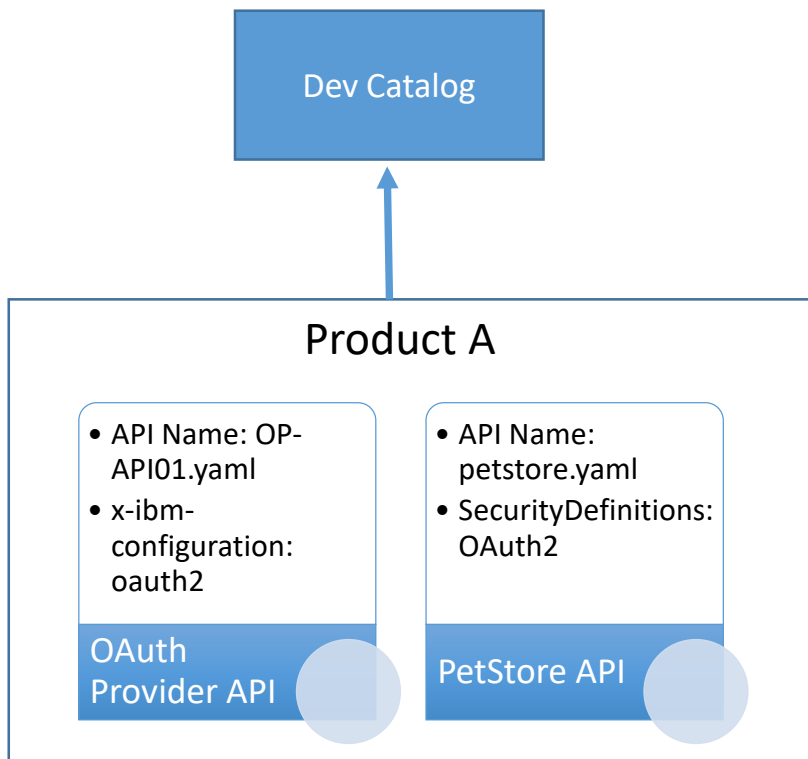 Dev Catalog
Product A
• API Name: OP-
API01.yaml
• x-ibm-
configuration:
oauth2
OAuth
Provider API
• API Name:
petstore.yaml
• SecurityDefinitions:
OAuth2
PetStore API